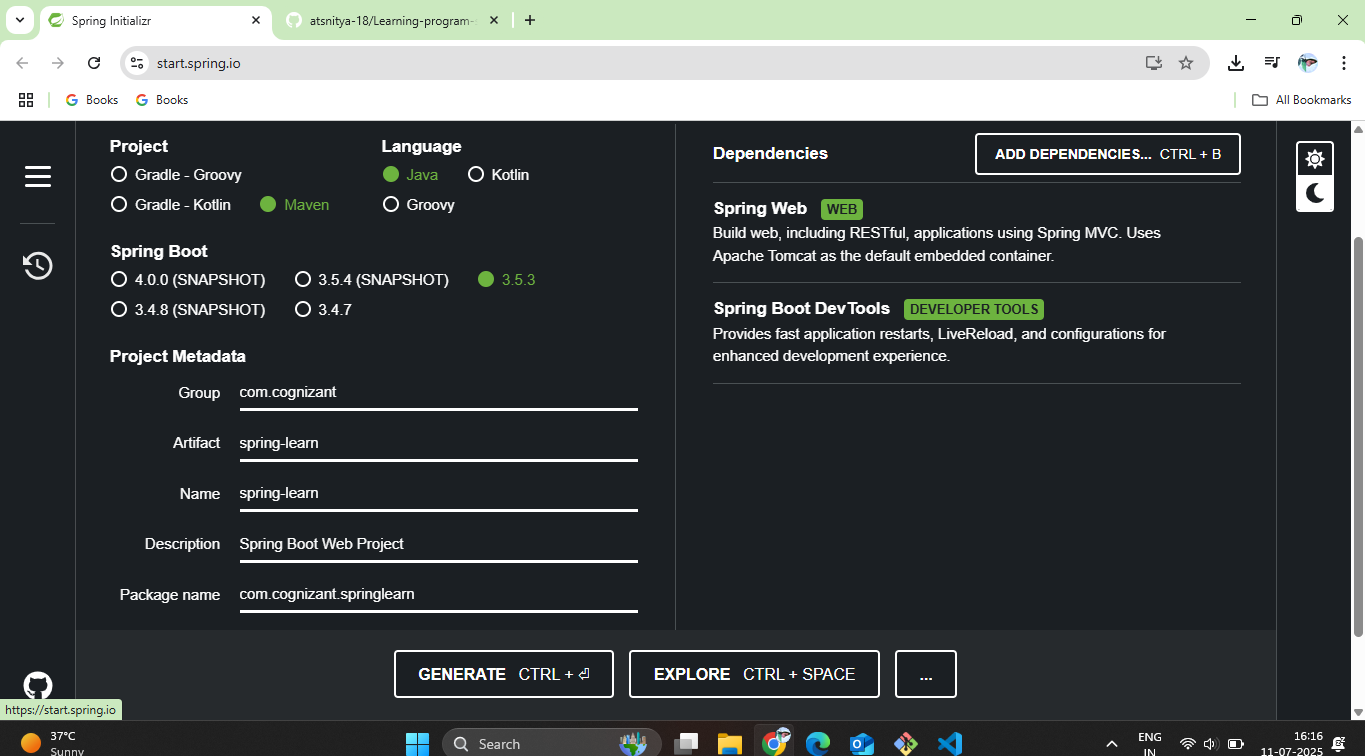 Spring Initializr
atsnitya-18/Learning-program-
start.spring.io
Books
Books
All Bookmarks
Project
Gradle - Groovy
Gradle - Kotlin
Maven
Language
Java
Kotlin
Groovy
Spring Boot
4.0.0 (SNAPSHOT)
3.5.4 (SNAPSHOT)
3.5.3
3.4.8 (SNAPSHOT)
3.4.7
Project Metadata
Group
com.cognizant
Artifact
spring-learn
Name
spring-learn
Description
Spring Boot Web Project
Package name
com.cognizant.springlearn
Dependencies
ADD DEPENDENCIES... CTRL + B
Spring Web WEB
Build web, including RESTful, applications using Spring MVC. Uses
Apache Tomcat as the default embedded container.
Spring Boot DevTools DEVELOPER TOOLS
Provides fast application restarts, LiveReload, and configurations for
enhanced development experience.
GENERATE CTRL + ⏎
EXPLORE CTRL + SPACE
...
https://start.spring.io
37°C
Sunny
Search
ENG
IN
16:16
11-07-2025